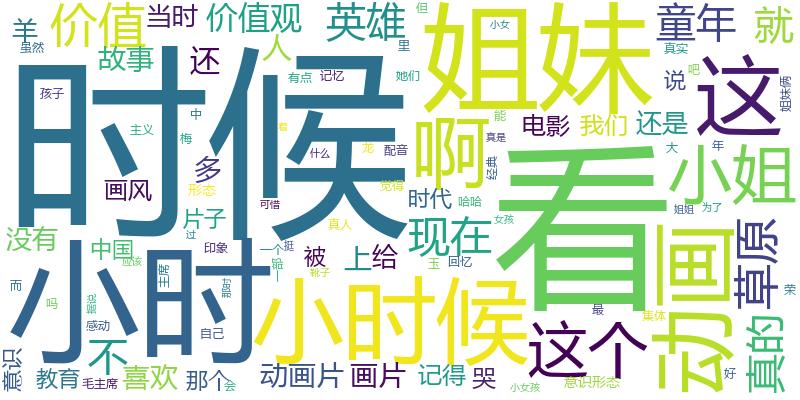 羊 价值 当时 价值观 英雄 但 小女 童年 就
虽然 故事 还 人 里 姐妹 真实
时候 有点 记忆 她们 这 说 吧 姐妹俩
孩子 中 啊 能 电影 我们 还是
主义 梅 着 什么 龙 配音 真是 看 大 年
画风 多 形态 觉得 经典 小姐
片子 可惜 真人 时代 哈哈 女孩 姐姐 为了
没有 中国 过 印象 一个 挺 被 现在 动画 草原
小时 应该 主席 上 给 玉 回忆
而 吗 靴子 小时候 最 集体 荣
感动 自己 这个 真的
意识 不 哭
教育 毛主席 喜欢 那个 会 动画片 画片 记得 小女孩 意识形态 好